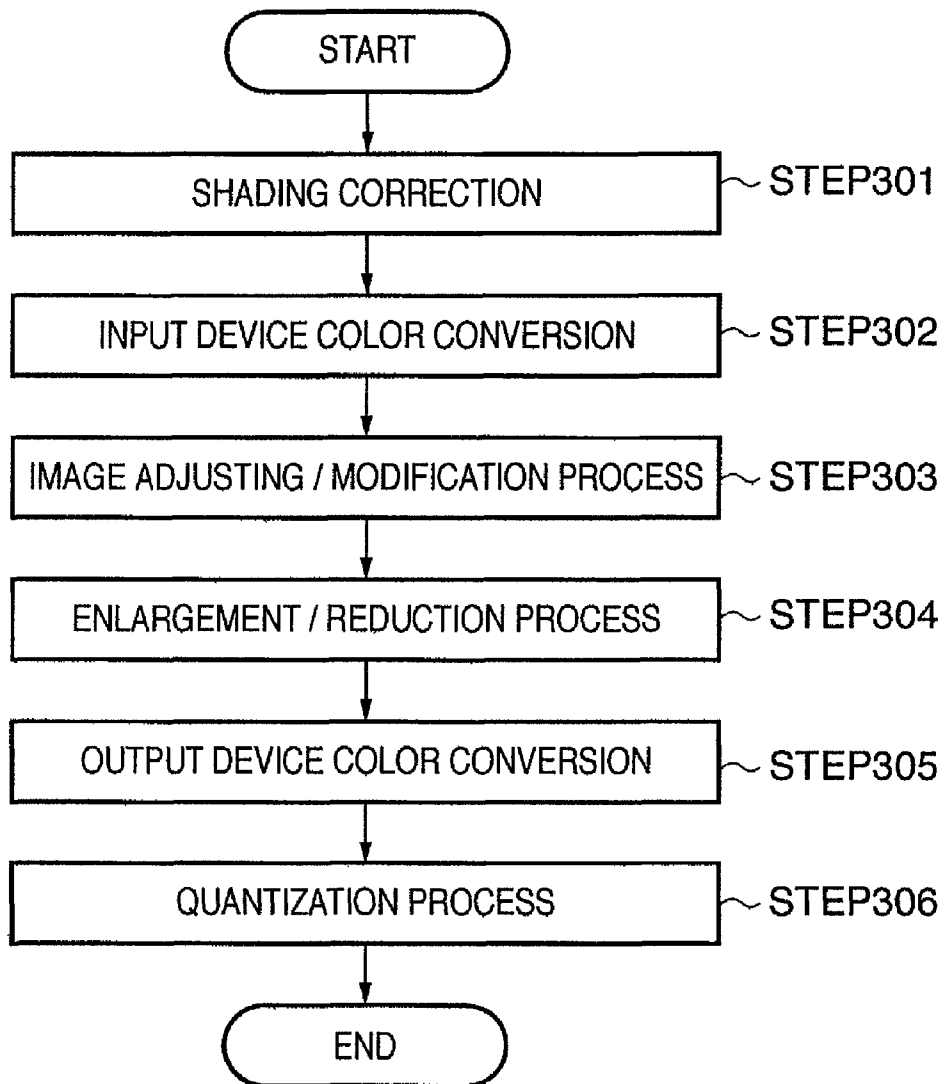 START
SHADING CORRECTION
STEP301
INPUT DEVICE COLOR CONVERSION
STEP302
IMAGE ADJUSTING / MODIFICATION PROCESS
STEP303
ENLARGEMENT / REDUCTION PROCESS
STEP304
OUTPUT DEVICE COLOR CONVERSION
STEP305
QUANTIZATION PROCESS
STEP306
END